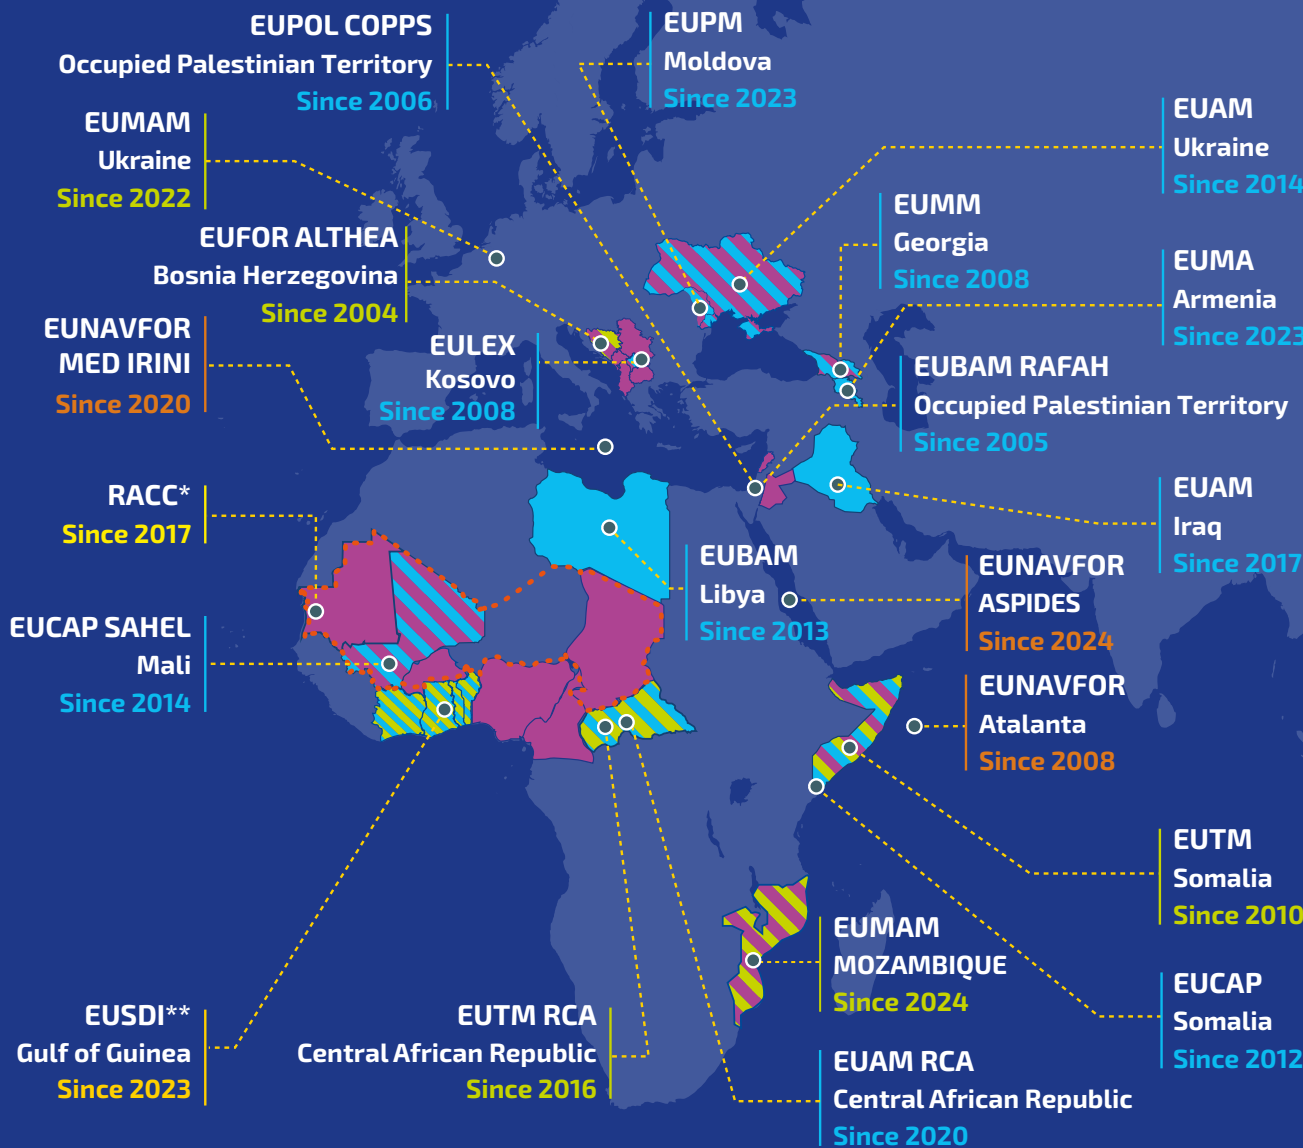 EUPOL COPPS
Occupied Palestinian Territory
Since 2006
EUPM
Moldova
Since 2023
EUMAM
Ukraine
Since 2022
EUAM
Ukraine
Since 2014
EUFOR ALTHEA
Bosnia Herzegovina
Since 2004
EUMM
Georgia
Since 2008
EUMA
Armenia
Since 2023
EUNAVFOR
MED IRINI
Since 2020
EULEX
Kosovo
Since 2008
EUBAM RAFAH
Occupied Palestinian Territory
Since 2005
RACC*
Since 2017
EUAM
Iraq
Since 2017
EUBAM
Libya
Since 2013
EUNAVFOR
ASPIDES
Since 2024
EUCAP SAHEL
Mali
Since 2014
EUNAVFOR
Atalanta
Since 2008
EUTM
Somalia
Since 2010
EUMAM
MOZAMBIQUE
Since 2024
EUCAP
Somalia
Since 2012
EUSDI**
Gulf of Guinea
Since 2023
EUTM RCA
Central African Republic
Since 2016
EUAM RCA
Central African Republic
Since 2020